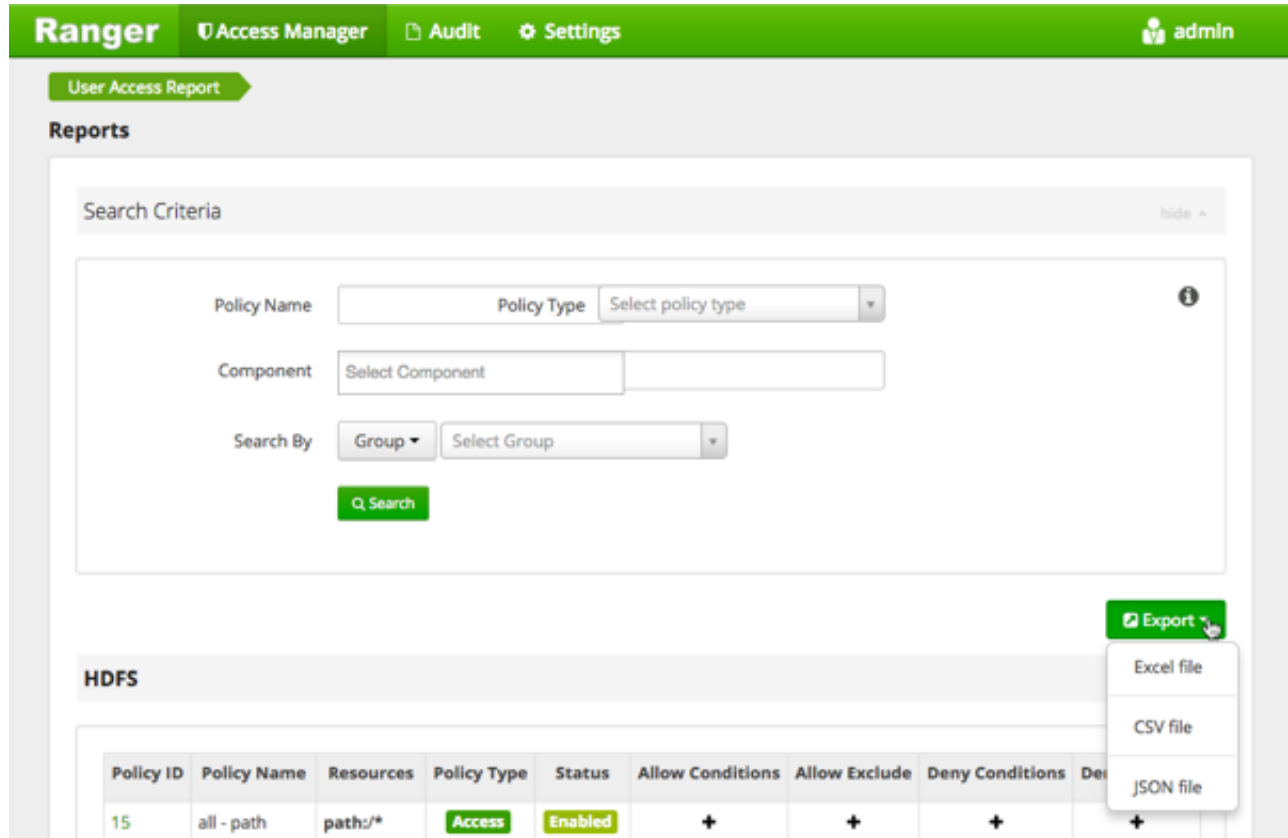 Ranger Access Manager Audit Settings admin
User Access Report
Reports
Search Criteria hide
Policy Name Policy Type Select policy type
Component Select Component
Search By Group Select Group
Search
Export
Excel file
HDFS
CSV file
Policy ID Policy Name Resources Policy Type Status Allow Conditions Allow Exclude Deny Conditions De
JSON file
15 all - path path:/* Access Enabled + + + +